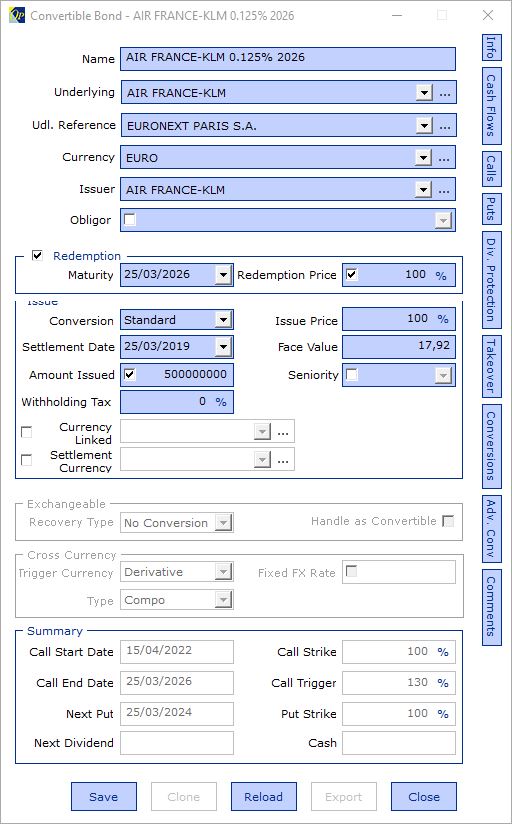 Convertible Bond - AIR FRANCE-KLM 0.125% 2026
Name AIR FRANCE-KLM 0.125% 2026
Underlying AIR FRANCE-KLM ...
Udl. Reference EURONEXT PARIS S.A. ...
Currency EURO ...
Issuer AIR FRANCE-KLM ...
Obligor
Redemption
Maturity 25/03/2026 Redemption Price 100 %
Issue
Conversion Standard Issue Price 100 %
Settlement Date 25/03/2019 Face Value 17,92
Amount Issued 500000000 Seniority
Withholding Tax 0 %
Currency
Linked ...
Settlement
Currency ...
Exchangeable
Recovery Type No Conversion Handle as Convertible
Cross Currency
Trigger Currency Derivative Fixed FX Rate
Type Compo
Summary
Call Start Date 15/04/2022 Call Strike 100 %
Call End Date 25/03/2026 Call Trigger 130 %
Next Put 25/03/2024 Put Strike 100 %
Next Dividend Cash
Save Clone Reload Export Close
Info
Cash Flows
Calls
Puts
Div. Protection
Takeover
Conversions
Adv. Conv
Comments